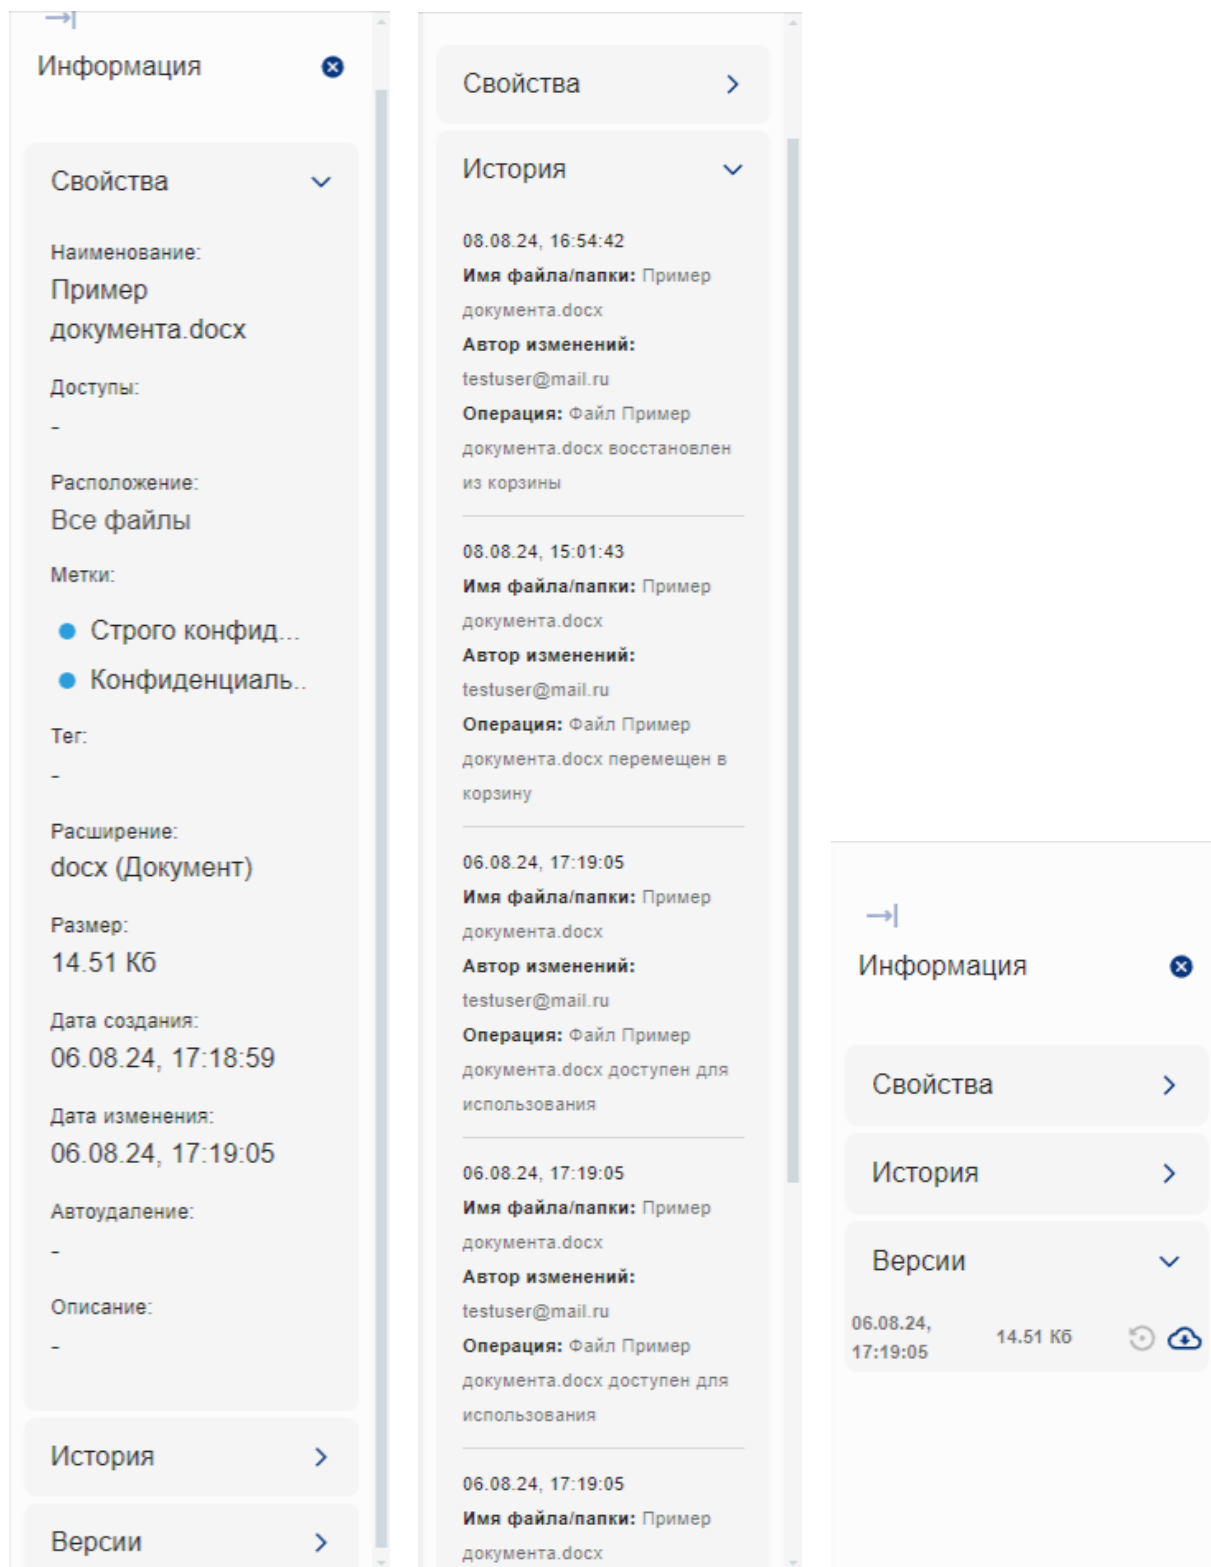 Информация
Свойства
Наименование:
Пример
документа.docx
Доступы:
-
Расположение:
Все файлы
Метки:
Строго конфид...
Конфиденциаль..
Тег:
-
Расширение:
docx (Документ)
Размер:
14.51 Кб
Дата создания:
06.08.24, 17:18:59
Дата изменения:
06.08.24, 17:19:05
Автоудаление:
-
Описание:
-
История
Версии
Свойства
История
08.08.24, 16:54:42
Имя файла/папки: Пример
документа.docx
Автор изменений:
testuser@mail.ru
Операция: Файл Пример
документа.docx восстановлен
из корзины
08.08.24, 15:01:43
Имя файла/папки: Пример
документа.docx
Автор изменений:
testuser@mail.ru
Операция: Файл Пример
документа.docx перемещен в
корзину
06.08.24, 17:19:05
Имя файла/папки: Пример
документа.docx
Автор изменений:
testuser@mail.ru
Операция: Файл Пример
документа.docx доступен для
использования
06.08.24, 17:19:05
Имя файла/папки: Пример
документа.docx
Автор изменений:
testuser@mail.ru
Операция: Файл Пример
документа.docx доступен для
использования
06.08.24, 17:19:05
Имя файла/папки: Пример
документа.docx
Информация
Свойства
История
Версии
06.08.24,
17:19:05
14.51 Кб